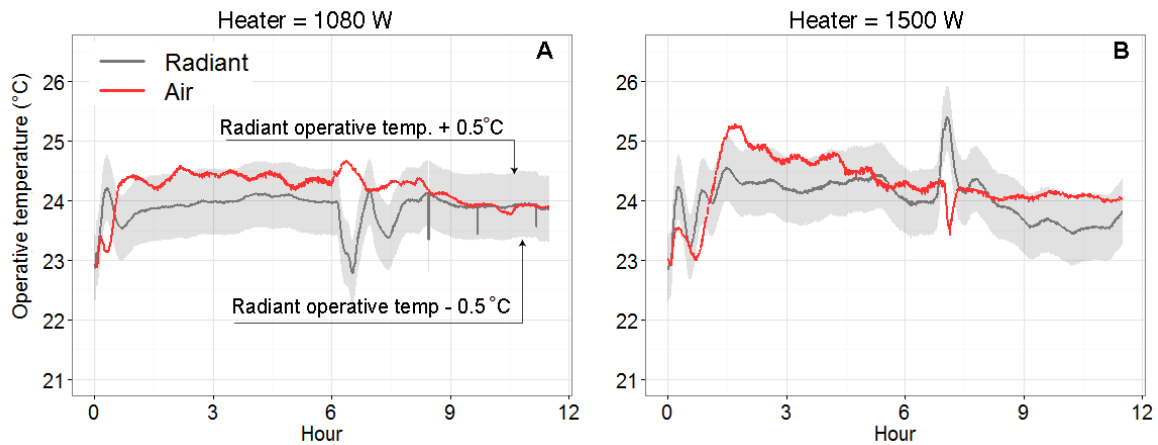 Heater = 1080 W
Heater = 1500 W
Operative temperature (°C)
A
Radiant
Air
Radiant operative temp. + 0.5°C
Radiant operative temp - 0.5°C
26
25
24
23
22
21
0 3 6 9 12
Hour
B
26
25
24
23
22
21
0 3 6 9 12
Hour